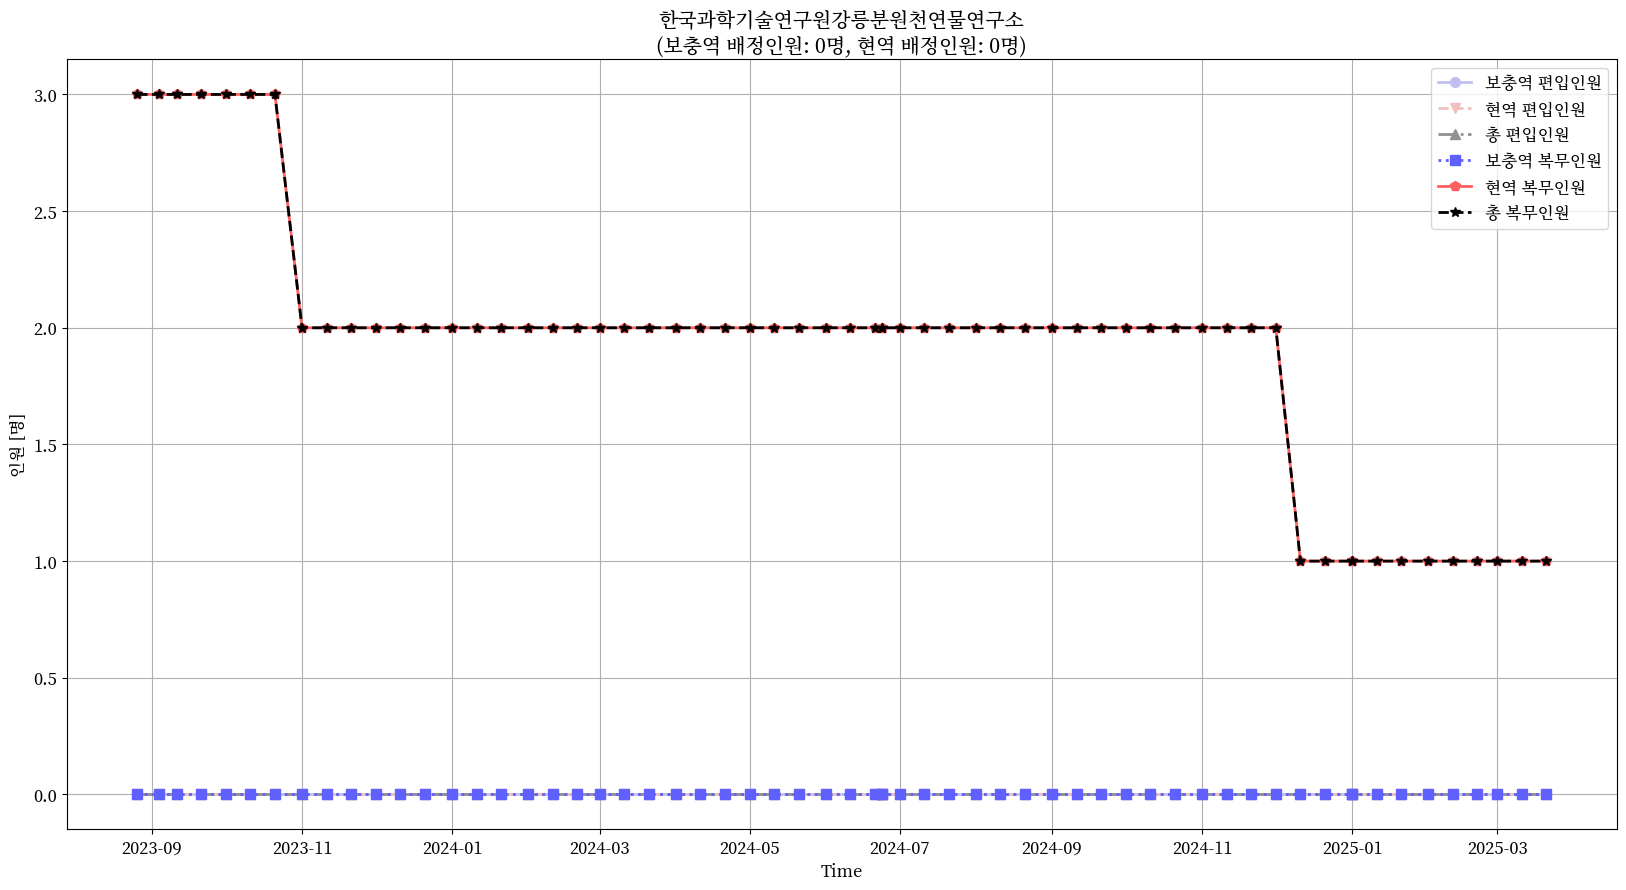 한국과학기술연구원강릉분원천연물연구소
(보충역 배정인원: 0명, 현역 배정인원: 0명)
보충역 편입인원
현역 편입인원
총 편입인원
보충역 복무인원
현역 복무인원
총 복무인원
인원 [명]
3.0
2.5
2.0
1.5
1.0
0.5
0.0
2023-09 2023-11 2024-01 2024-03 2024-05 2024-07 2024-09 2024-11 2025-01 2025-03
Time